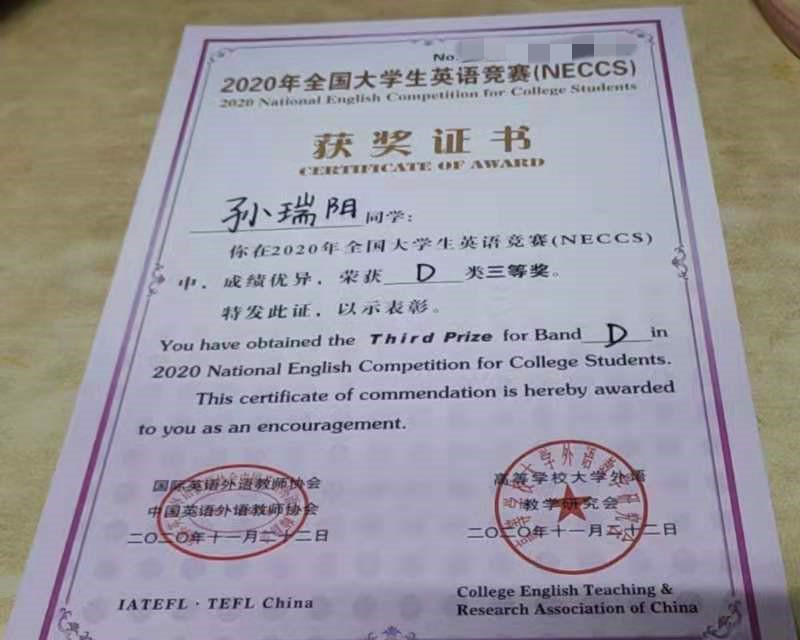 No.
2020年全国大学生英语竞赛(NECCS)
2020 National English Competition for College Students
获奖证书
CERTIFICATE OF AWARD
孙瑞阳同学:
你在2020年全国大学生英语竞赛(NECCS)
中，成绩优异，荣获 D 类三等奖。
特发此证，以示表彰。
You have obtained the Third Prize for Band D in
2020 National English Competition for College Students.
This certificate of commendation is hereby awarded
to you as an encouragement.
国际英语外语教师协会
中国英语外语教师协会
二〇二〇年十一月二十二日
IATEFL · TEFL China
高等学校大学外语
教学研究会
二〇二〇年十一月二十二日
College English Teaching &
Research Association of China